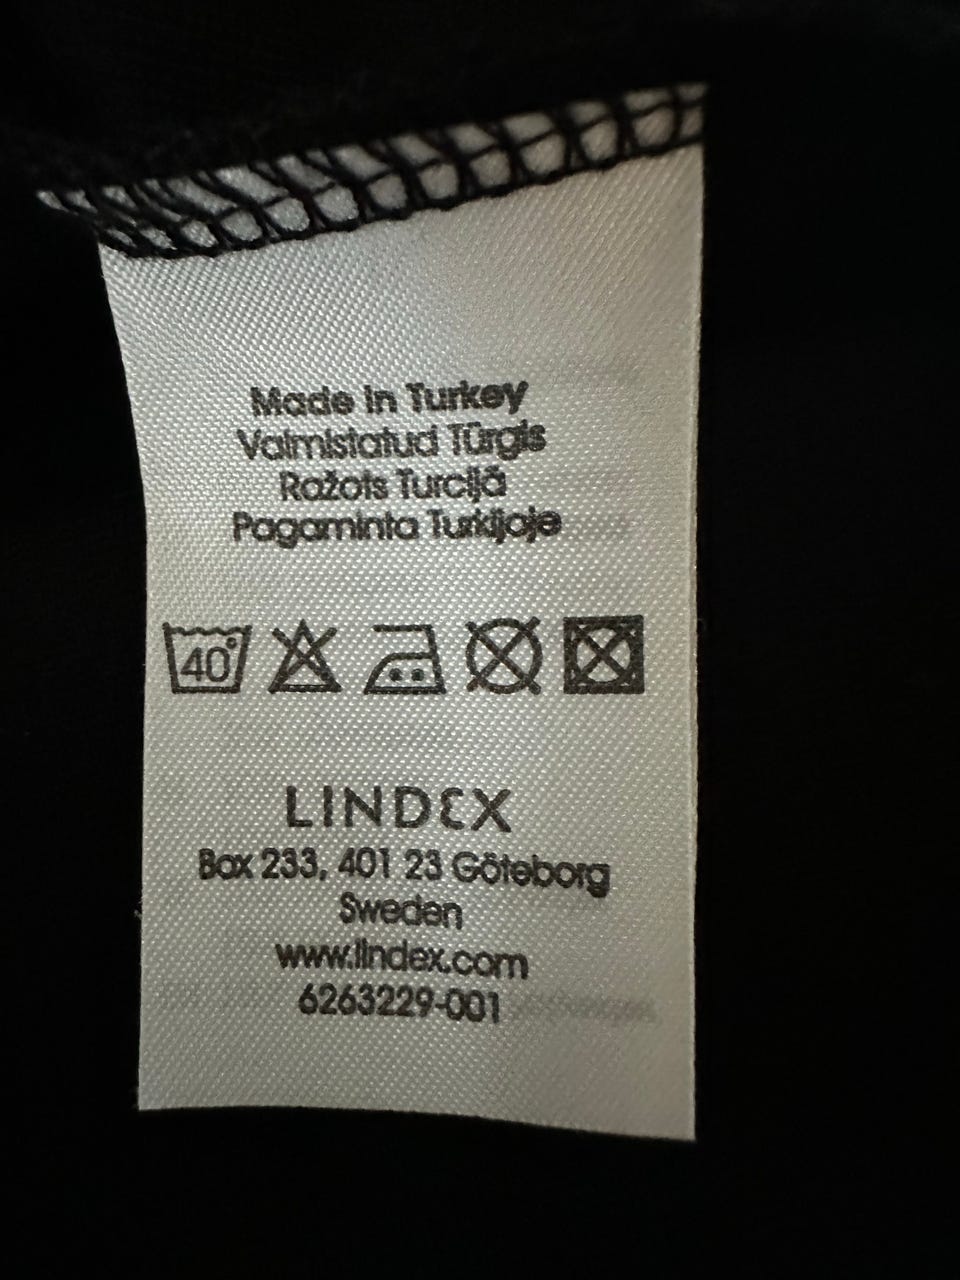 Made in Turkey
Valmistatud Türgis
Ražots Turcijā
Pagaminta Turkijoje
40°
LINDEX
Box 233, 401 23 Göteborg
Sweden
www.lindex.com
6263229-001